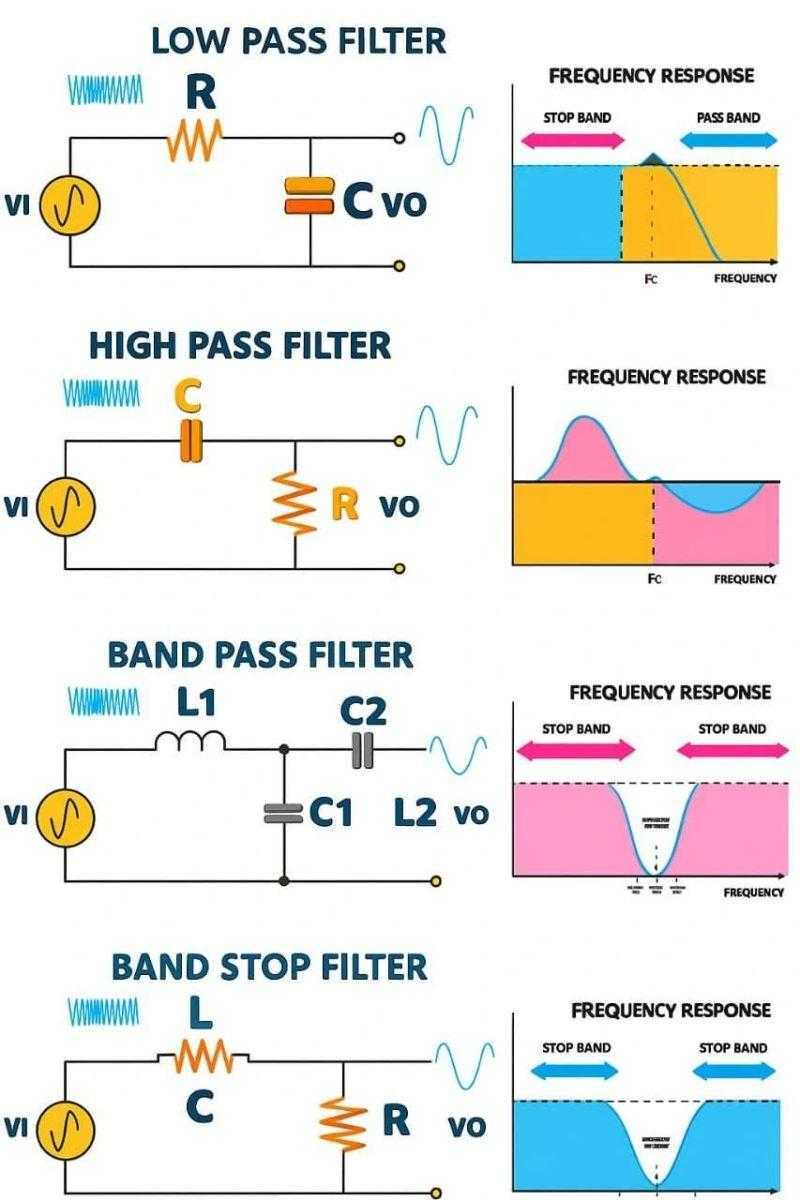 LOW PASS FILTER
R
VI
C VO
FREQUENCY RESPONSE
STOP BAND PASS BAND
FC FREQUENCY
HIGH PASS FILTER
C
VI
R VO
FREQUENCY RESPONSE
FC FREQUENCY
BAND PASS FILTER
L1
C2
VI
C1 L2 VO
FREQUENCY RESPONSE
STOP BAND STOP BAND
FREQUENCY
BAND STOP FILTER
L
C
VI
R VO
FREQUENCY RESPONSE
STOP BAND STOP BAND